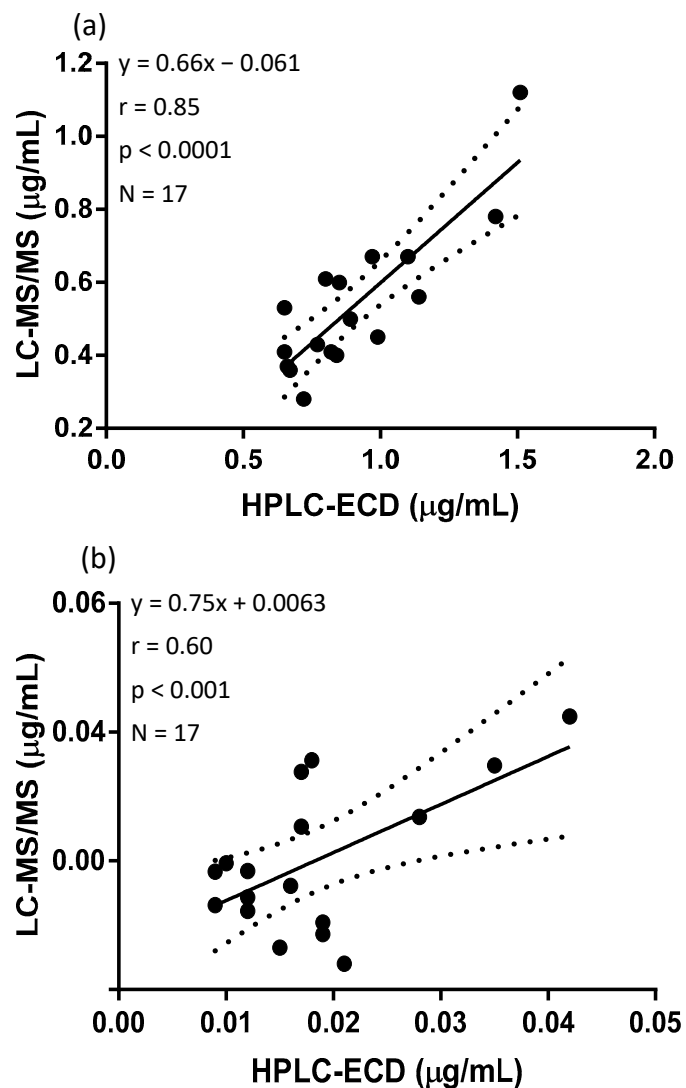 (a)
y = 0.66x − 0.061
r = 0.85
p < 0.0001
N = 17
1.2
1.0
0.8
0.6
0.4
0.2
LC-MS/MS (μg/mL)
0.0 0.5 1.0 1.5 2.0
HPLC-ECD (μg/mL)
(b)
y = 0.75x + 0.0063
r = 0.60
p < 0.001
N = 17
0.06
0.04
0.00
LC-MS/MS (μg/mL)
0.00 0.01 0.02 0.03 0.04 0.05
HPLC-ECD (μg/mL)